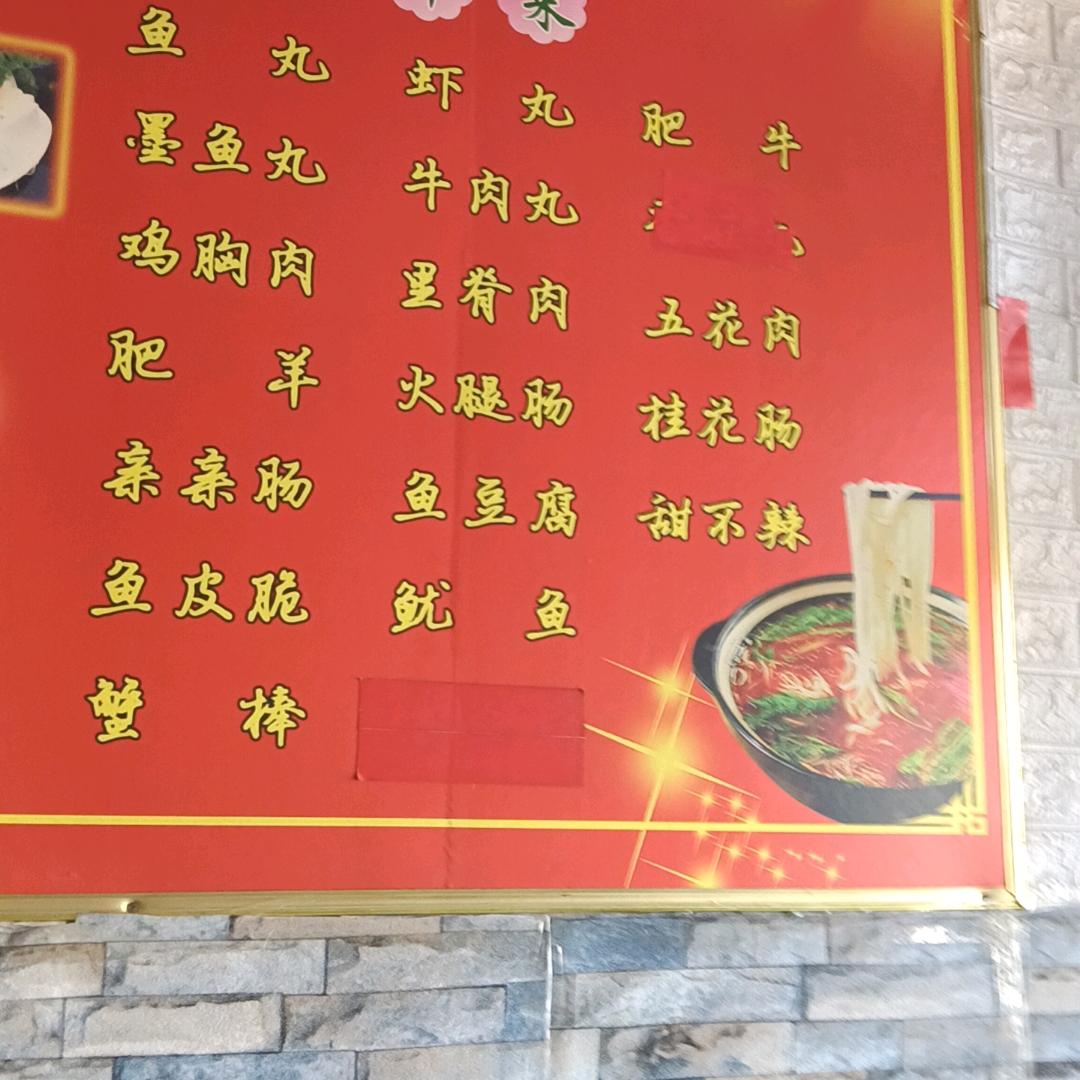 菜
鱼丸
墨鱼丸
鸡胸肉
肥羊
亲亲肠
鱼皮脆
蟹棒
虾丸
牛肉丸
里脊肉
火腿肠
鱼豆腐
鱿鱼
肥牛
五花肉
桂花肠
甜不辣